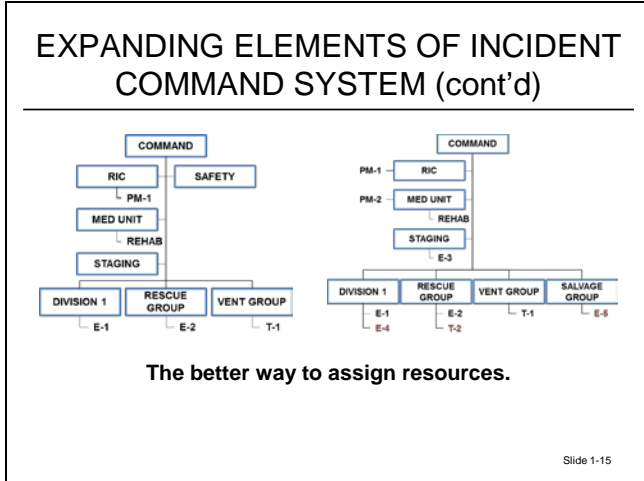 EXPANDING ELEMENTS OF INCIDENT
COMMAND SYSTEM (cont'd)
COMMAND
RIC
SAFETY
PM-1
MED UNIT
REHAB
STAGING
DIVISION 1
RESCUE
GROUP
VENT GROUP
E-1
E-2
T-1
COMMAND
PM-1
RIC
PM-2
MED UNIT
REHAB
STAGING
E-3
DIVISION 1
RESCUE
GROUP
VENT GROUP
SALVAGE
GROUP
E-1
E-2
T-1
E-5
E-4
T-2
The better way to assign resources.
Slide 1-15